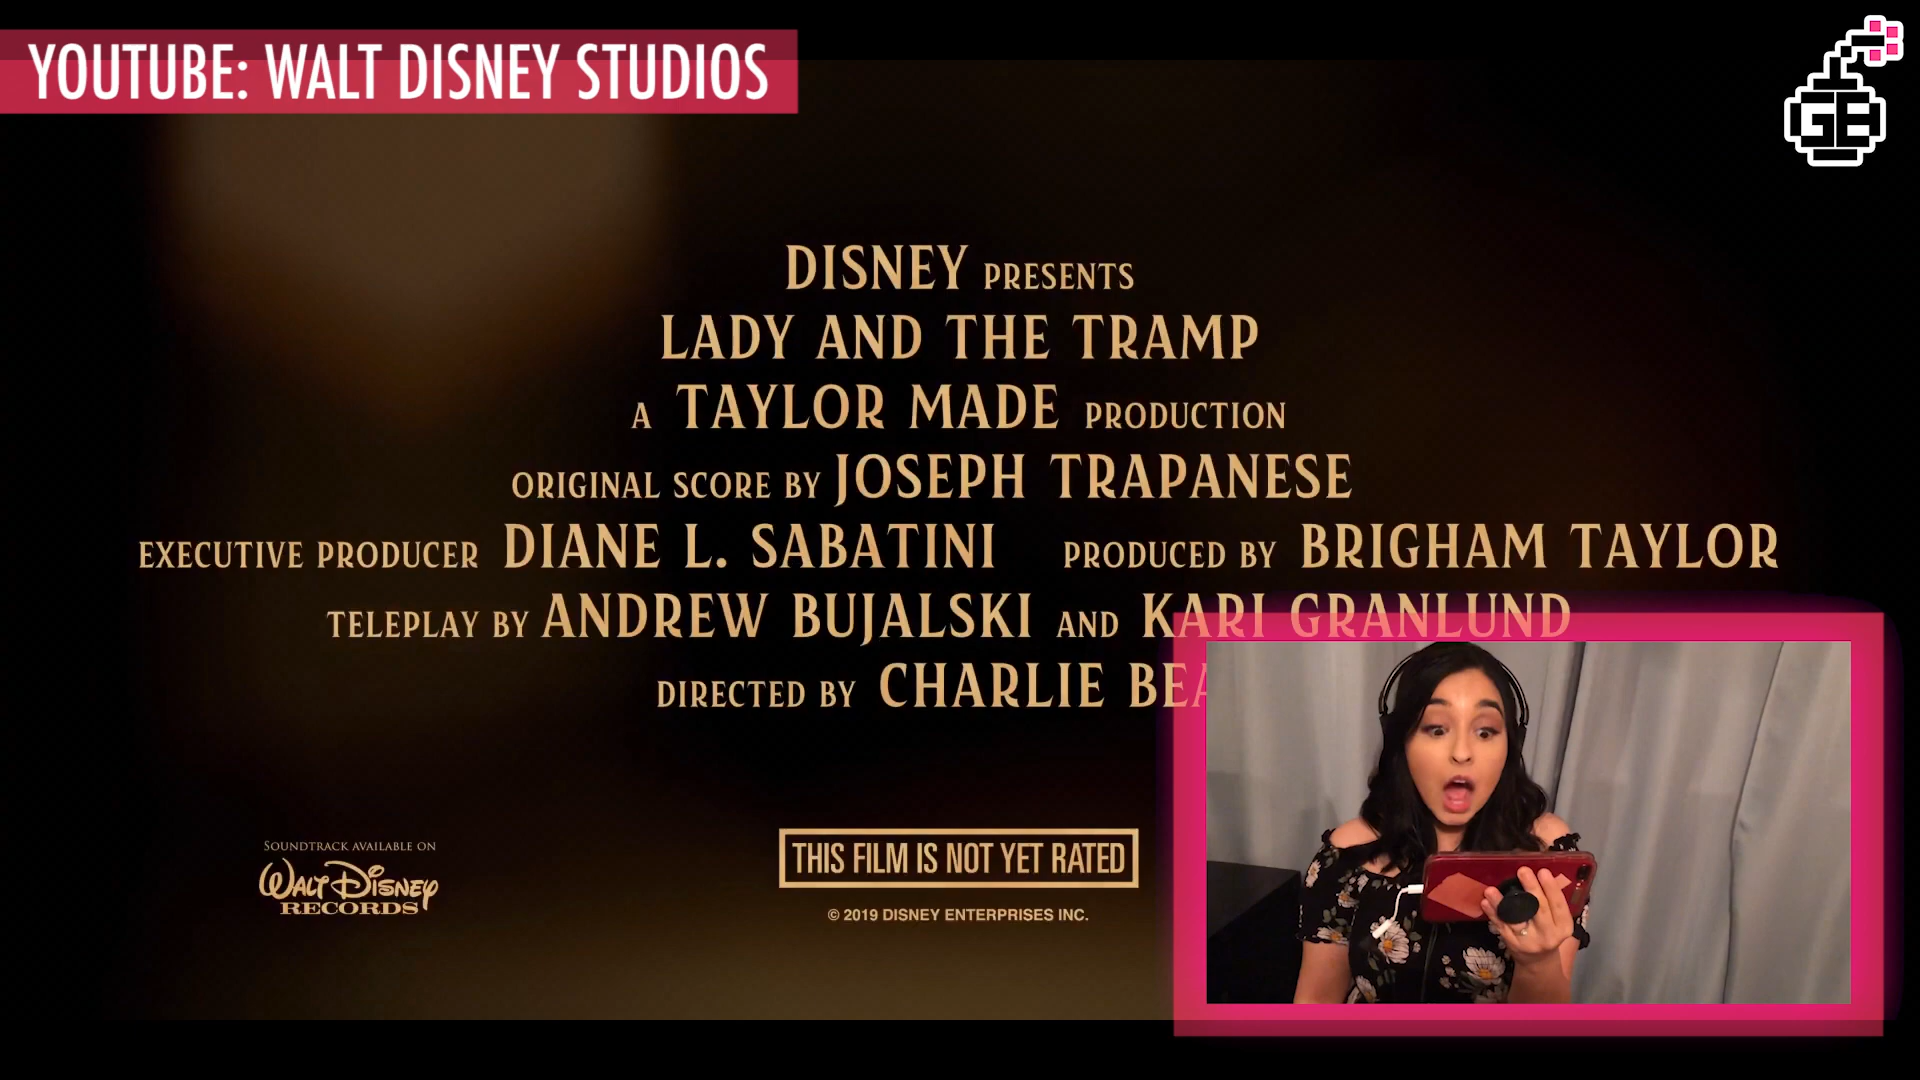 YOUTUBE: WALT DISNEY STUDIOS
GB
DISNEY PRESENTS
LADY AND THE TRAMP
A TAYLOR MADE PRODUCTION
ORIGINAL SCORE BY JOSEPH TRAPANESE
EXECUTIVE PRODUCER DIANE L. SABATINI PRODUCED BY BRIGHAM TAYLOR
TELEPLAY BY ANDREW BUJALSKI AND KARI GRANLUND
DIRECTED BY CHARLIE
SOUNDTRACK AVAILABLE ON
WALT DISNEY
RECORDS
THIS FILM IS NOT YET RATED
© 2019 DISNEY ENTERPRISES INC.